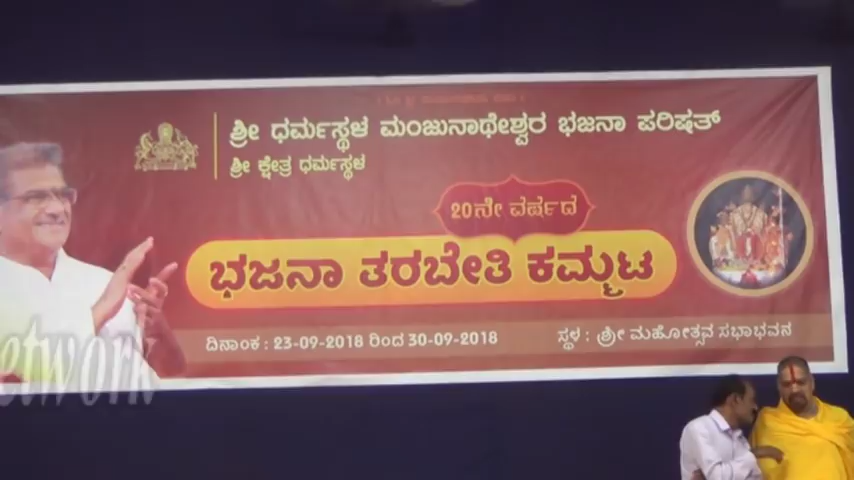 ಶ್ರೀ ಧರ್ಮಸ್ಥಳ ಮಂಜುನಾಥೇಶ್ವರ ಭಜನಾ ಪರಿಷತ್
ಶ್ರೀ ಕ್ಷೇತ್ರ ಧರ್ಮಸ್ಥಳ
20ನೇ ವರ್ಷದ
ಭಜನಾ ತರಬೇತಿ ಕಮ್ಮಟ
ದಿನಾಂಕ : 23-09-2018 ರಿಂದ 30-09-2018 ಸ್ಥಳ : ಶ್ರೀ ಮಹೋತ್ಸವ ಸಭಾಭವನ
etwork